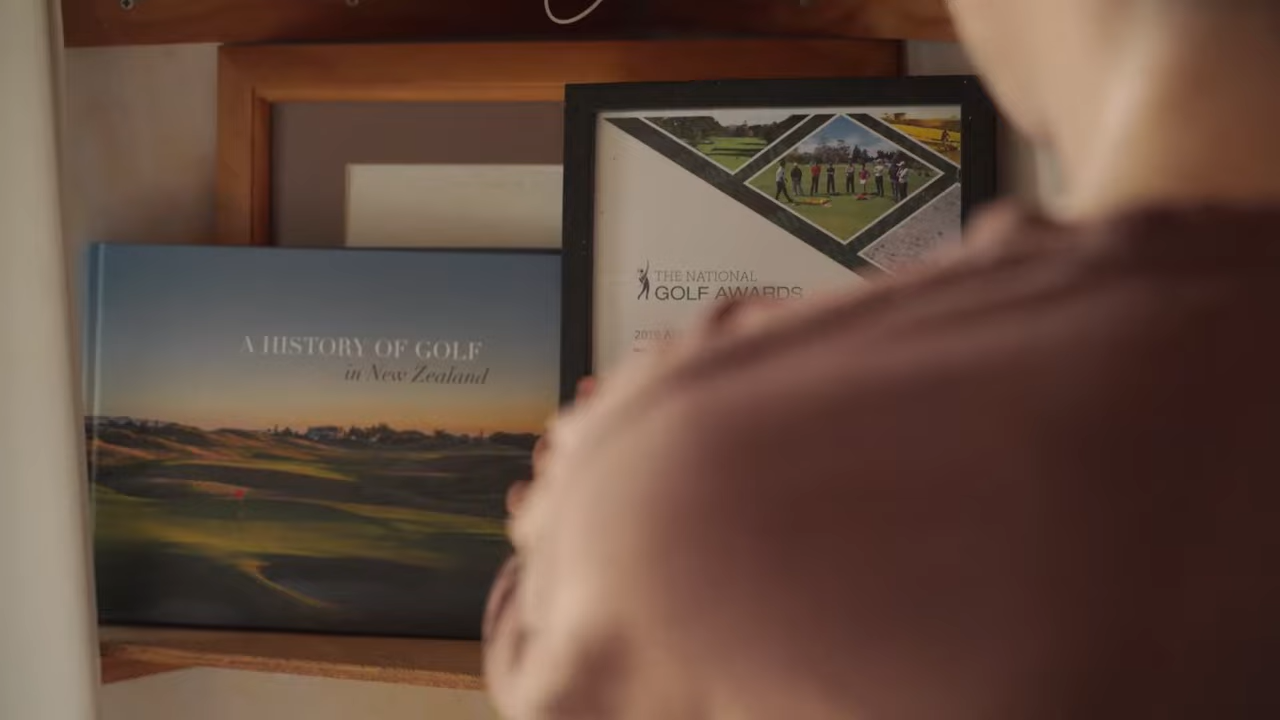 A HISTORY OF GOLF
in New Zealand
THE NATIONAL
GOLF AWARDS